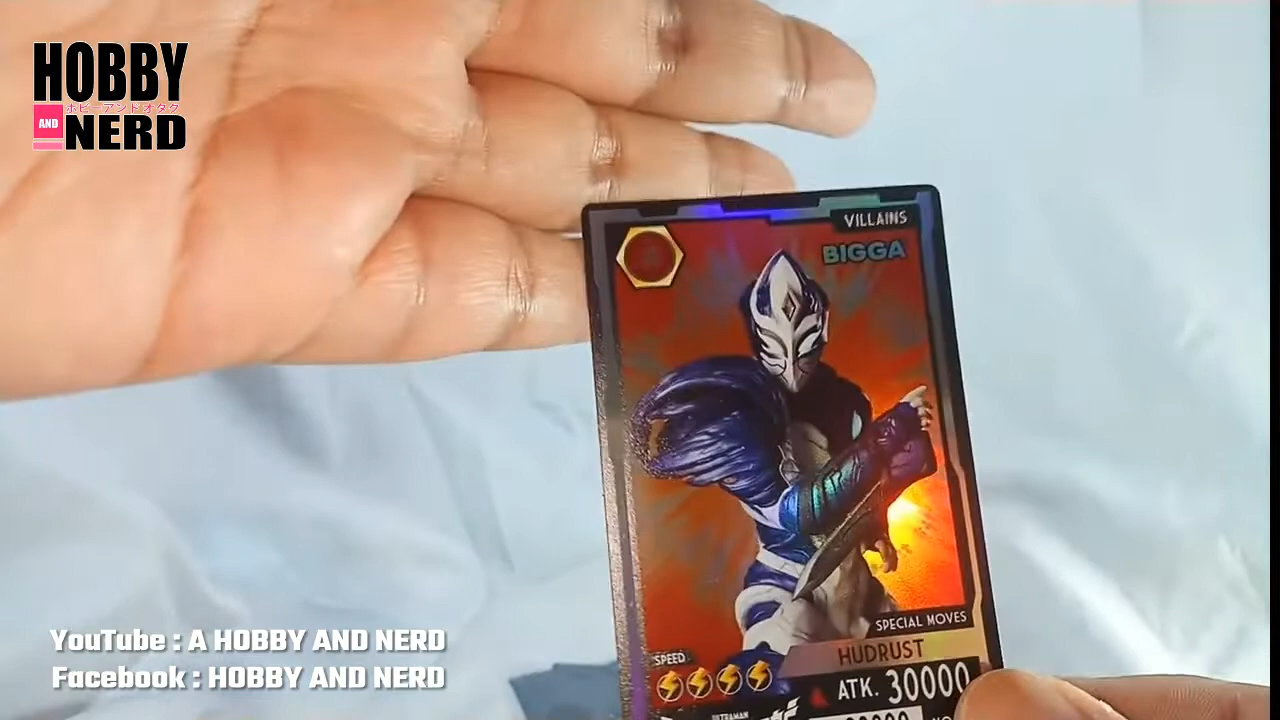 HOBBY
ホビーアンドオタク
AND
NERD
VILLAINS
BIGGA
SPECIAL MOVES
HUDRUST
SPEED
ATK. 30000
ULTRAMAN
YouTube : A HOBBY AND NERD
Facebook : HOBBY AND NERD